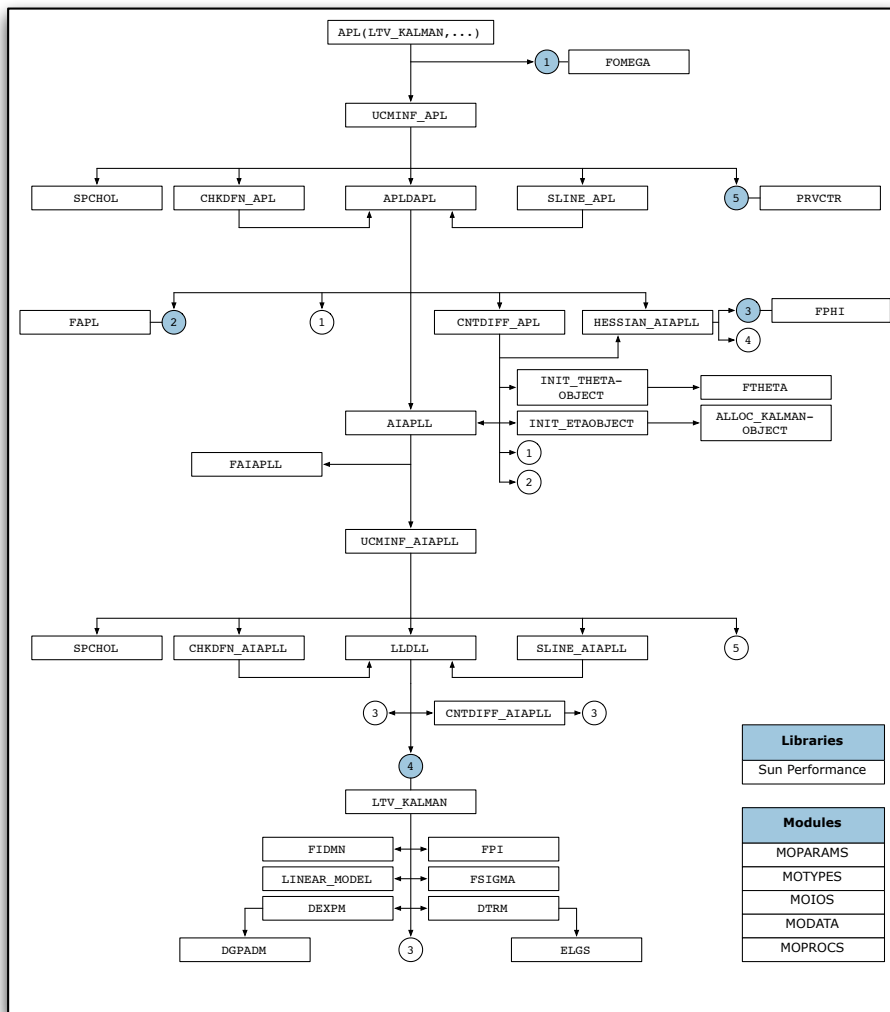 APL(LTV_KALMAN,...)
1
FOMEGA
UCMINF_APL
SPCHOL
CHKDFN_APL
APLDAPL
SLINE_APL
5
PRVCTR
FAPL
2
1
CNTDIFF_APL
HESSIAN_AIAPLL
3
FPHI
4
INIT_THETA-
OBJECT
FTHETA
AIAPLL
INIT_ETAOBJECT
ALLOC_KALMAN-
OBJECT
1
FAIAPLL
2
UCMINF_AIAPLL
SPCHOL
CHKDFN_AIAPLL
LLDLL
SLINE_AIAPLL
5
3
CNTDIFF_AIAPLL
3
4
LTV_KALMAN
FIDMN
FPI
LINEAR_MODEL
FSIGMA
DEXPM
DTRM
DGPADM
3
ELGS
Libraries
Sun Performance
Modules
MOPARAMS
MOTYPES
MOIOS
MODATA
MOPROCS